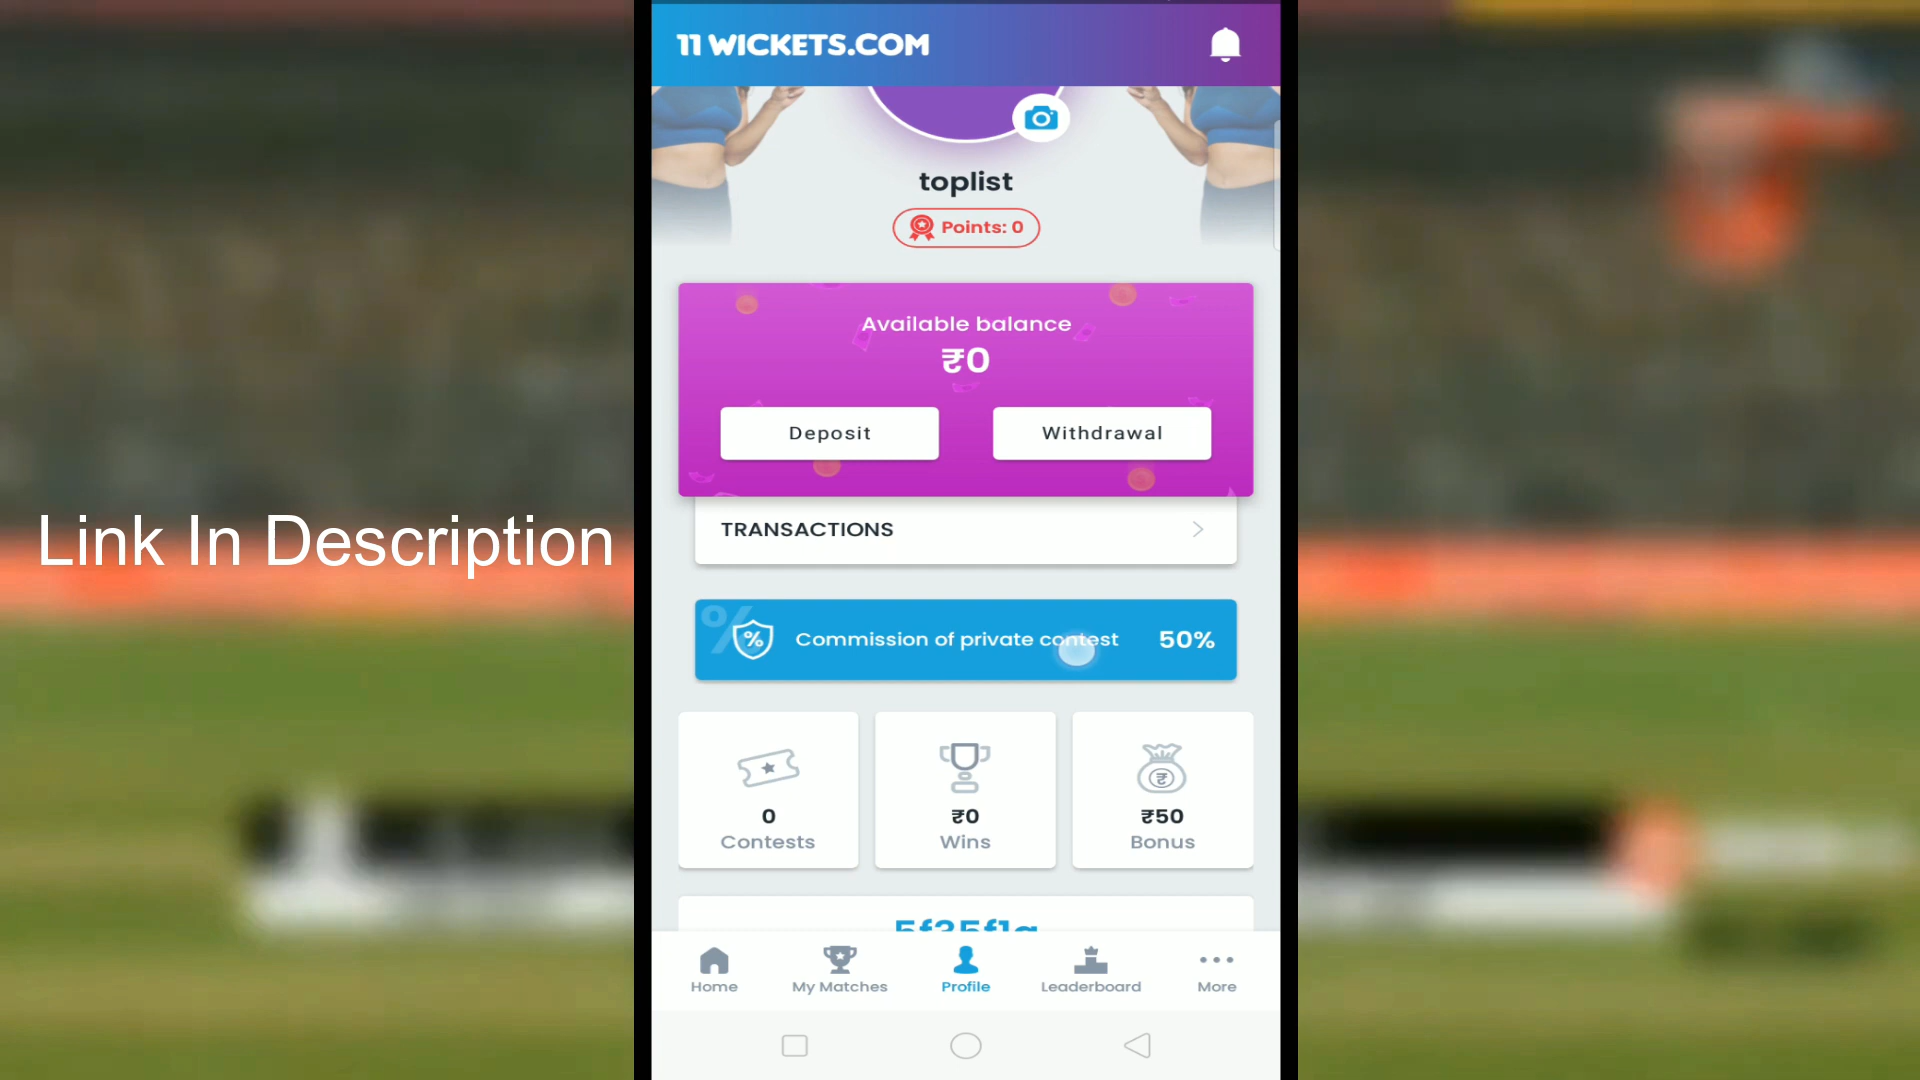 11 WICKETS.COM
toplist
Points: 0
Available balance
₹0
Deposit
Withdrawal
TRANSACTIONS
Link In Description
%
% Commission of private contest 50%
0
Contests
₹0
Wins
₹
₹50
Bonus
Home
My Matches
Profile
Leaderboard
More